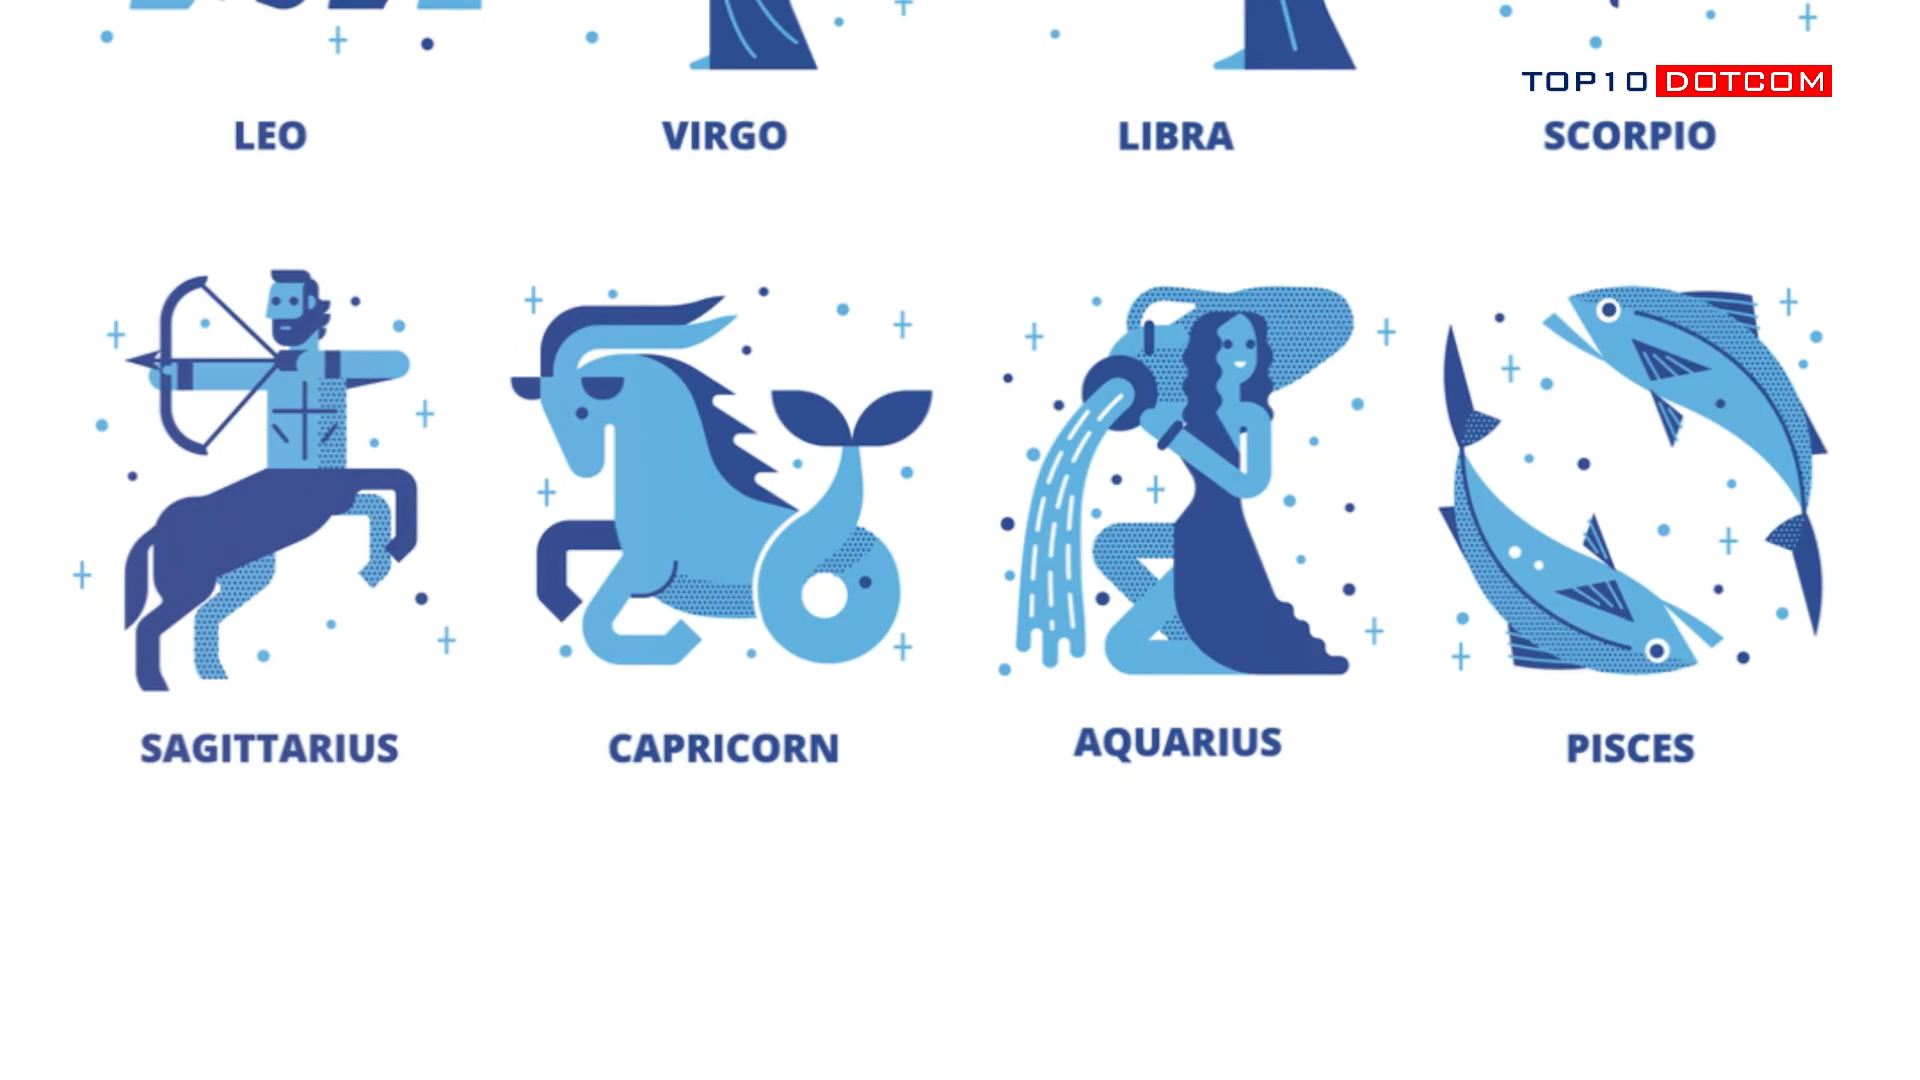 TOP10 DOTCOM
LEO
VIRGO
LIBRA
SCORPIO
SAGITTARIUS
CAPRICORN
AQUARIUS
PISCES